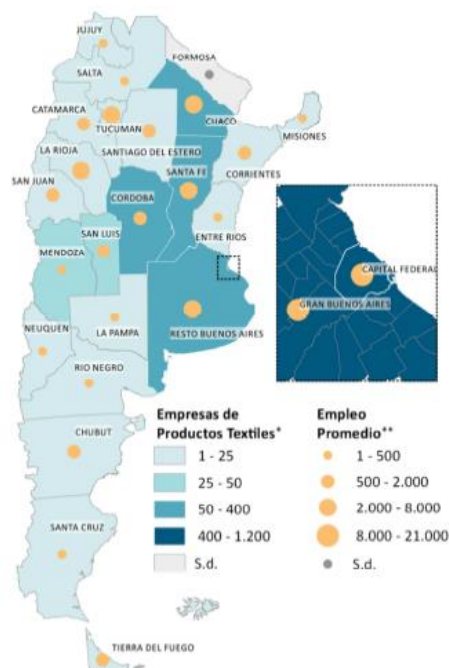 JUJUY
FORMOSA
SALTA
CATAMARCA
CHACO
TUCUMAN
MISIONES
LA RIOJA
SANTIAGO DEL ESTERO
SANTA FE
CORRIENTES
SAN JUAN
CORDOBA
SAN LUIS
ENTRE RIOS
MENDOZA
CAPITAL FEDERAL
GRAN BUENOS AIRES
NEUQUEN
LA PAMPA
RESTO BUENOS AIRES
RIO NEGRO
CHUBUT
SANTA CRUZ
TIERRA DEL FUEGO
Empresas de
Productos Textiles*
1 - 25
25 - 50
50 - 400
400 - 1.200
S.d.
Empleo
Promedio**
1 - 500
500 - 2.000
2.000 - 8.000
8.000 - 21.000
S.d.